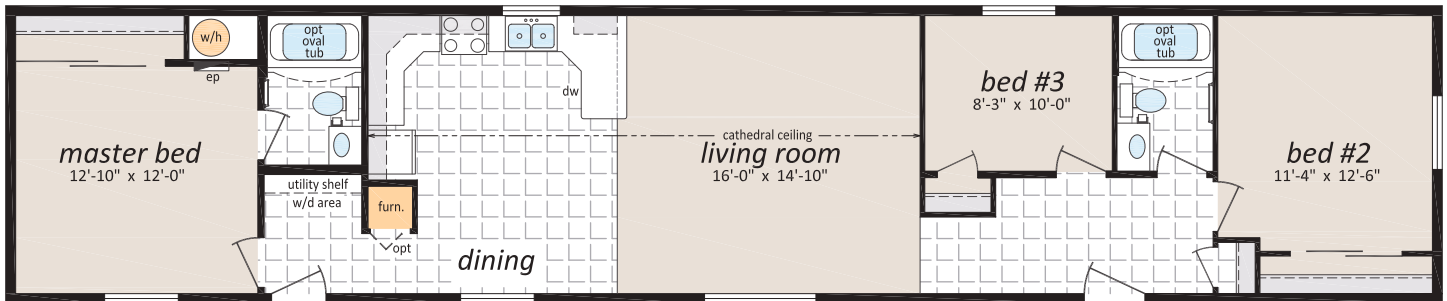 w/h
ep
opt
oval
tub
master bed
12'-10" x 12'-0"
utility shelf
w/d area
furn.
opt
dining
dw
cathedral ceiling
living room
16'-0" x 14'-10"
bed #3
8'-3" x 10'-0"
opt
oval
tub
bed #2
11'-4" x 12'-6"